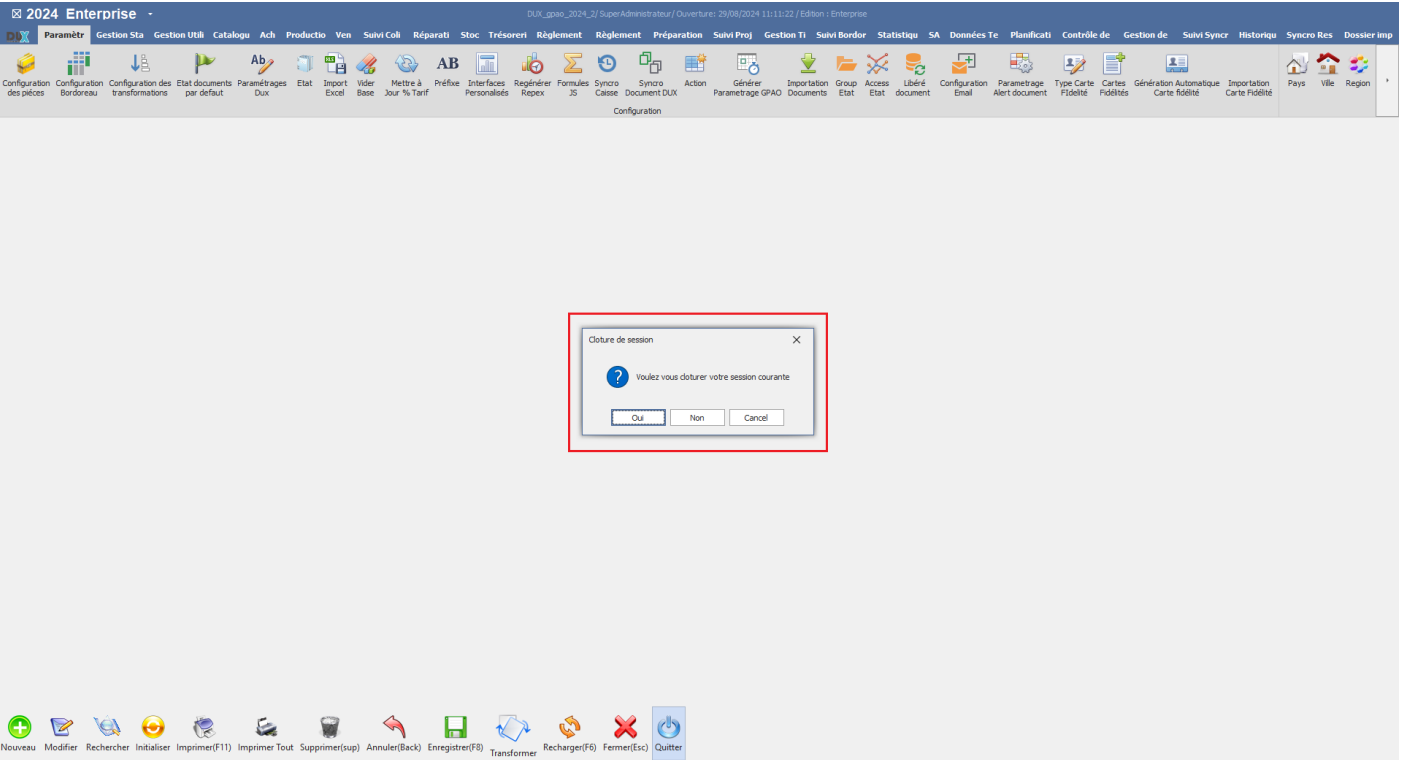 2024 Enterprise
DUX_gpao_2024_2/ SuperAdministrateur/ Ouverture: 29/08/2024 11:11:22 / Edition : Enterprise
DUX Paramètr Gestion Sta Gestion Utili Catalogu Ach Productio Ven Suivi Coli Réparati Stoc Trésoreri Règlement Règlement Préparation Suivi Proj Gestion Ti Suivi Bordor Statistiqu SA Données Te Planificati Contrôle de Gestion de Suivi Syncr Historiqu Syncro Res Dossier imp
Configuration Configuration Configuration des Etat documents Paramétrages Etat Import Vider Mettre à Préfixe Interfaces Regénérer Formules Syncro Syncro Action Générer Importation Group Access Libéré Configuration Parametrage Type Carte Cartes Génération Automatique Importation Pays Ville Region
des pièces Bordoreau transformations par defaut Dux Excel Base Jour % Tarif Personalisés Repex JS Caisse Document DUX Parametrage GPAO Documents Etat Etat document Email Alert document FIdelité Fidélités Carte fidélité Carte Fidélité
Configuration
Cloture de session
Voulez vous cloturer votre session courante
Oui Non Cancel
Nouveau Modifier Rechercher Initialiser Imprimer(F11) Imprimer Tout Supprimer(sup) Annuler(Back) Enregistrer(F8) Transformer Recharger(F6) Fermer(Esc) Quitter